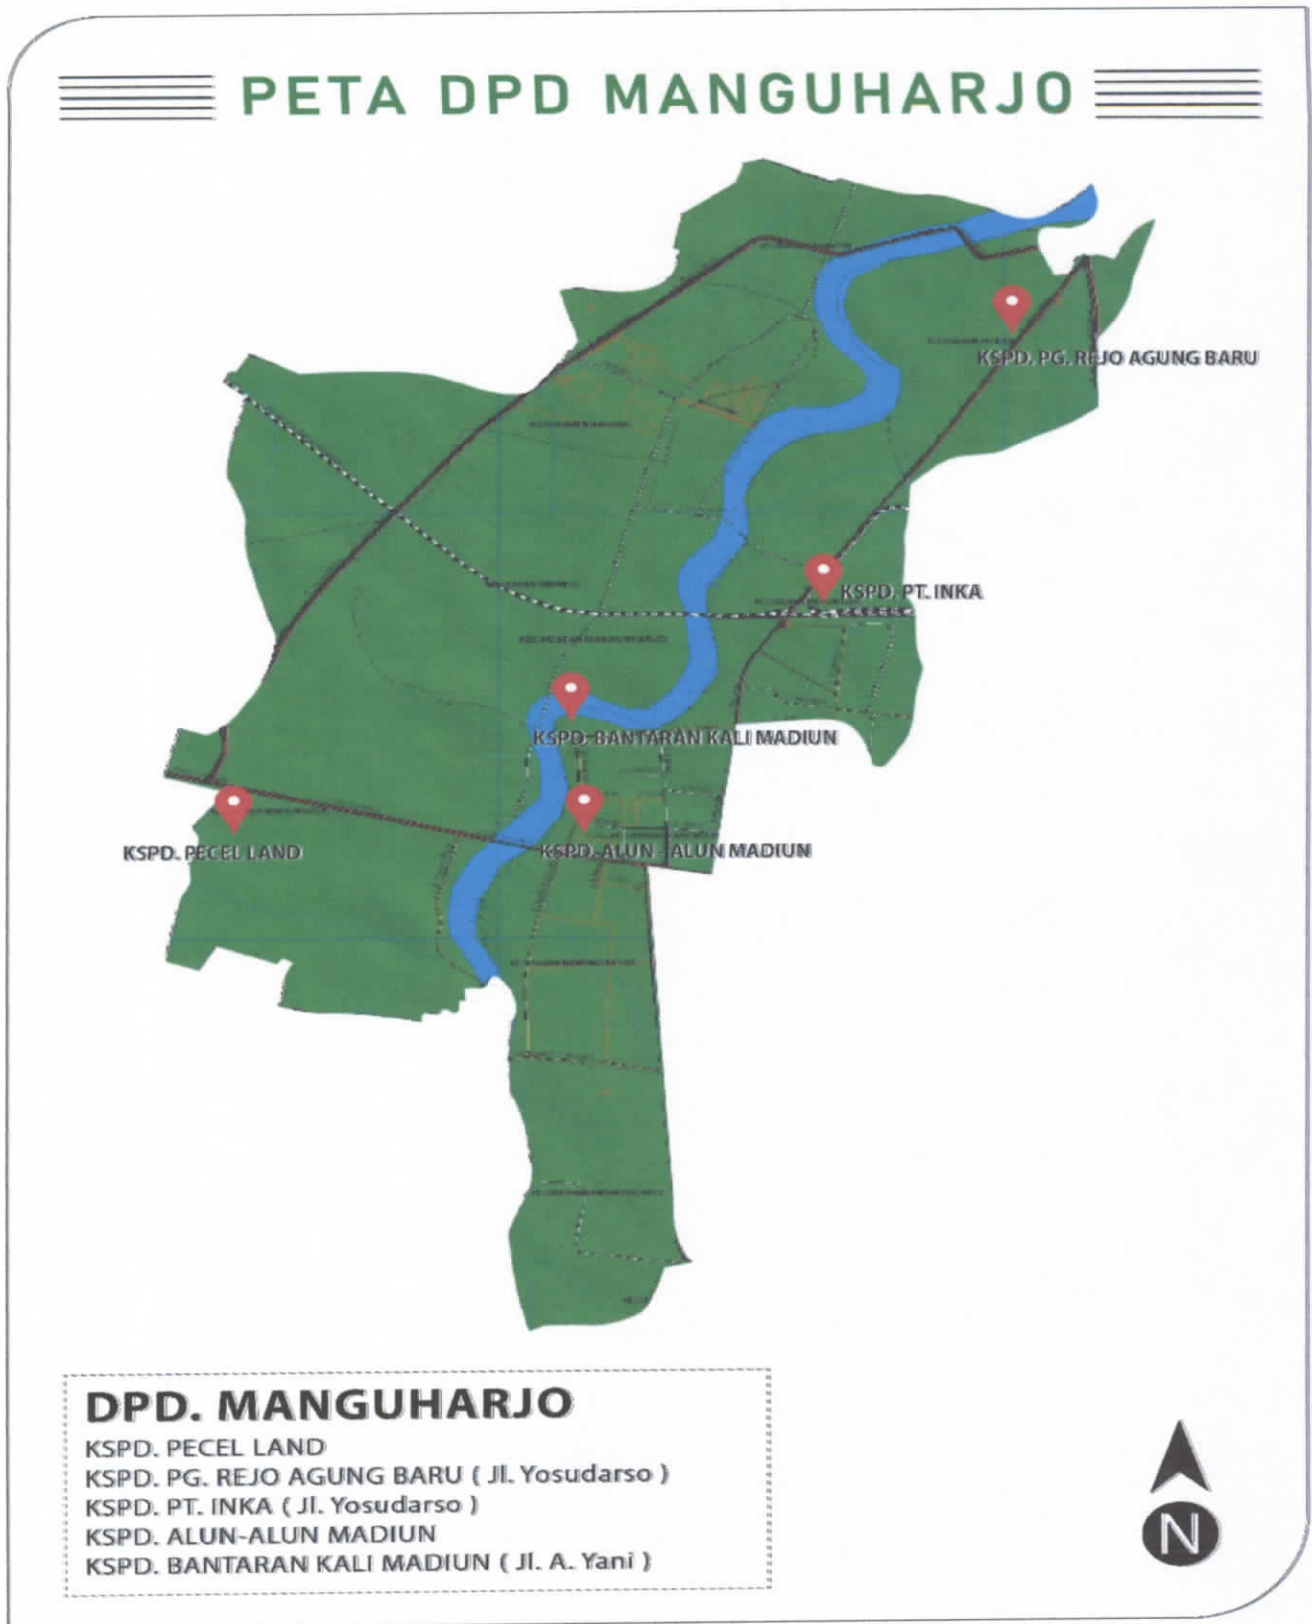 PETA DPD MANGUHARJO
KSPD. PG. REJO AGUNG BARU
KSPD. PT. INKA
KSPD. BANTARAN KALI MADIUN
KSPD. ALUN - ALUN MADIUN
KSPD. PECEL LAND
DPD. MANGUHARJO
KSPD. PECEL LAND
KSPD. PG. REJO AGUNG BARU ( Jl. Yosudarso )
KSPD. PT. INKA ( Jl. Yosudarso )
KSPD. ALUN-ALUN MADIUN
KSPD. BANTARAN KALI MADIUN ( Jl. A. Yani )
N